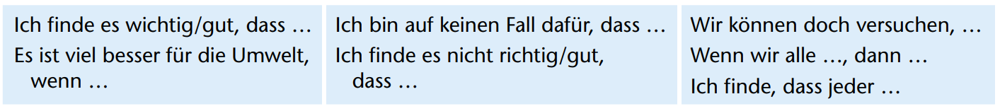 Ich finde es wichtig/gut, dass …
Es ist viel besser für die Umwelt,
wenn …
Ich bin auf keinen Fall dafür, dass …
Ich finde es nicht richtig/gut,
dass …
Wir können doch versuchen, …
Wenn wir alle …, dann …
Ich finde, dass jeder …